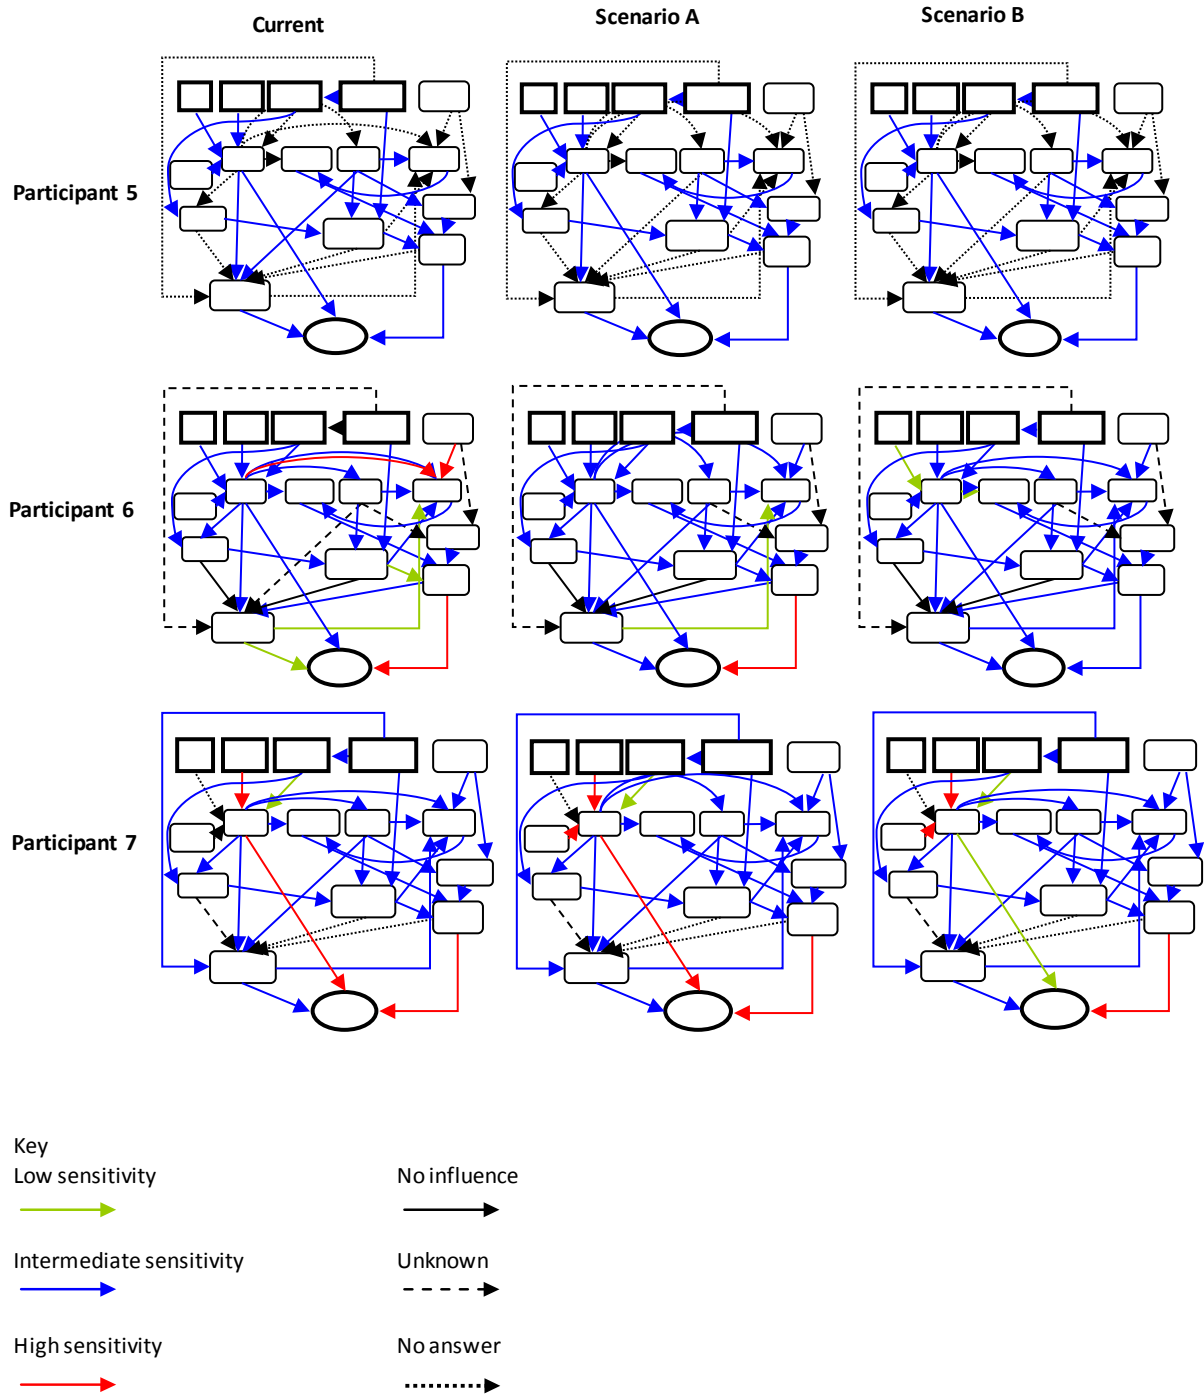 Current
Scenario A
Scenario B
Participant 5
Participant 6
Participant 7
Key
Low sensitivity
No influence
Intermediate sensitivity
Unknown
High sensitivity
No answer